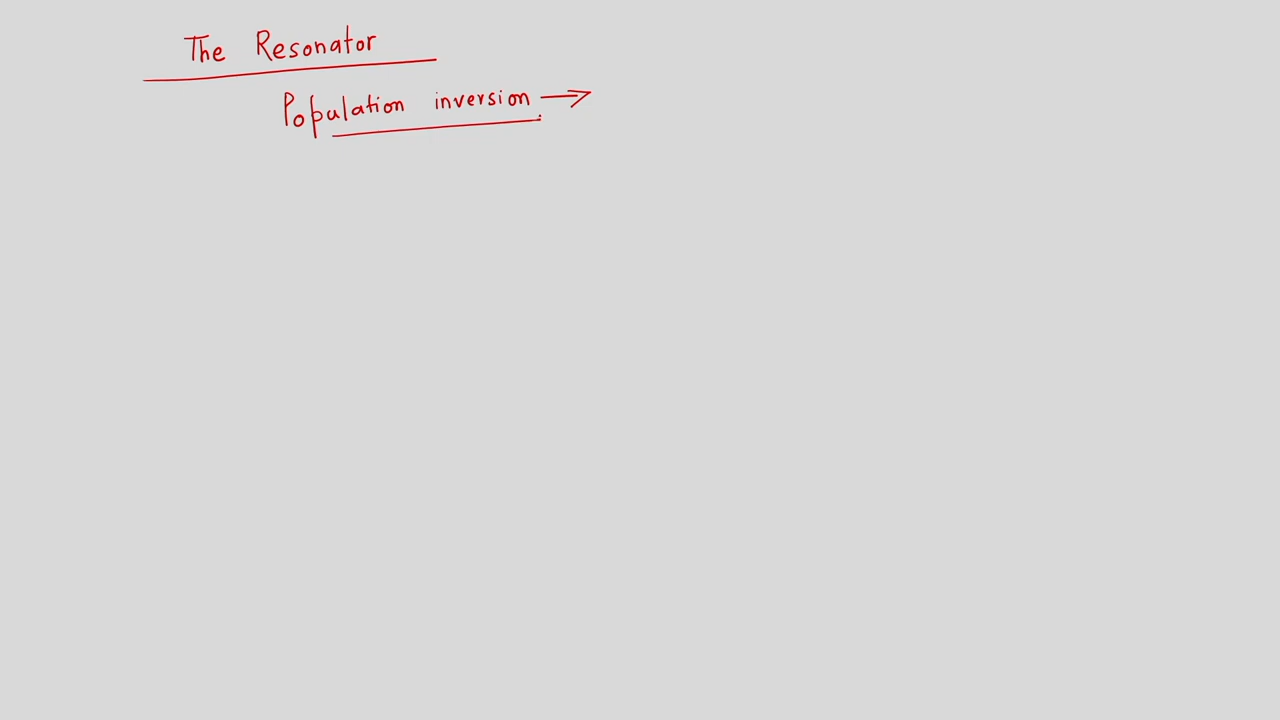 The Resonator
Population inversion →